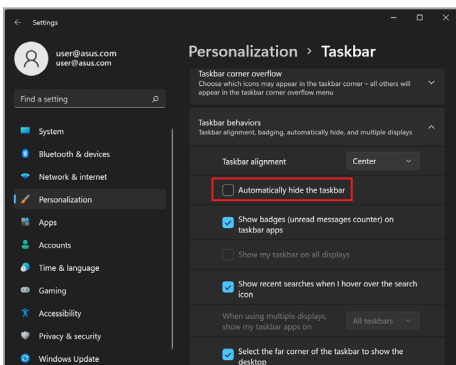 Settings
user@asus.com
user@asus.com
Find a setting
System
Bluetooth & devices
Network & internet
Personalization
Apps
Accounts
Time & language
Gaming
Accessibility
Privacy & security
Windows Update
Personalization > Taskbar
Taskbar corner overflow
Choose which icons may appear in the taskbar corner – all others will
appear in the taskbar corner overflow menu
Taskbar behaviors
Taskbar alignment, badging, automatically hide, and multiple displays
Taskbar alignment
Center
Automatically hide the taskbar
Show badges (unread messages counter) on
taskbar apps
Show my taskbar on all displays
Show recent searches when I hover over the search
icon
When using multiple displays,
show my taskbar apps on
All taskbars
Select the far corner of the taskbar to show the
desktop